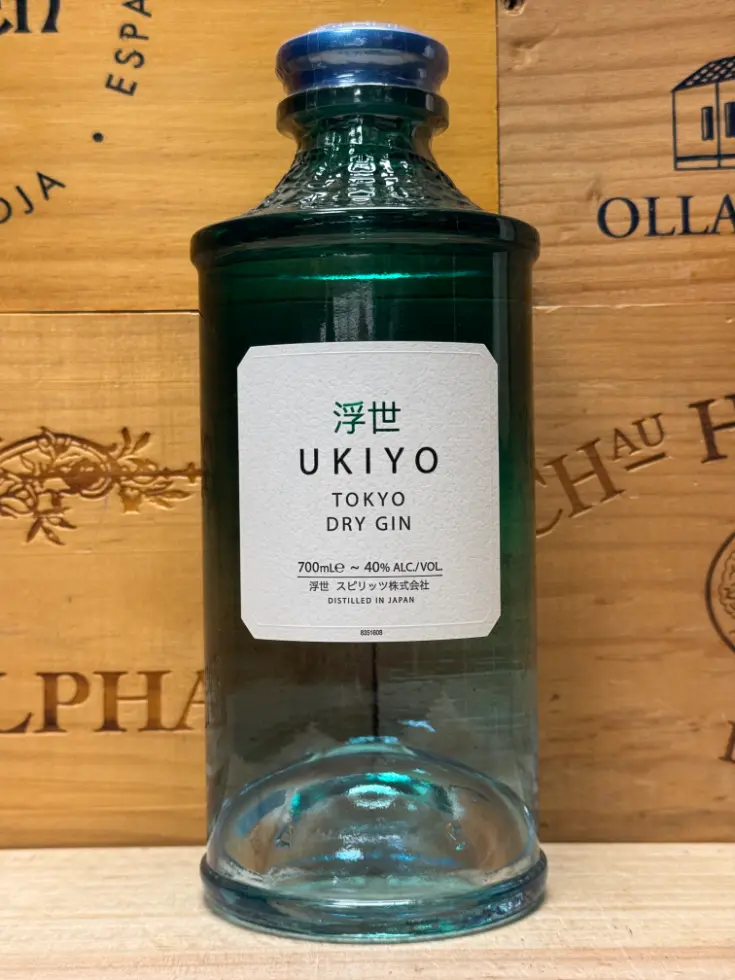 ESPA
OJA
OLLA
浮世
UKIYO
TOKYO
DRY GIN
700mLe ~ 40% ALC./VOL.
浮世 スピリッツ株式会社
DISTILLED IN JAPAN
CHAU H
LPHA